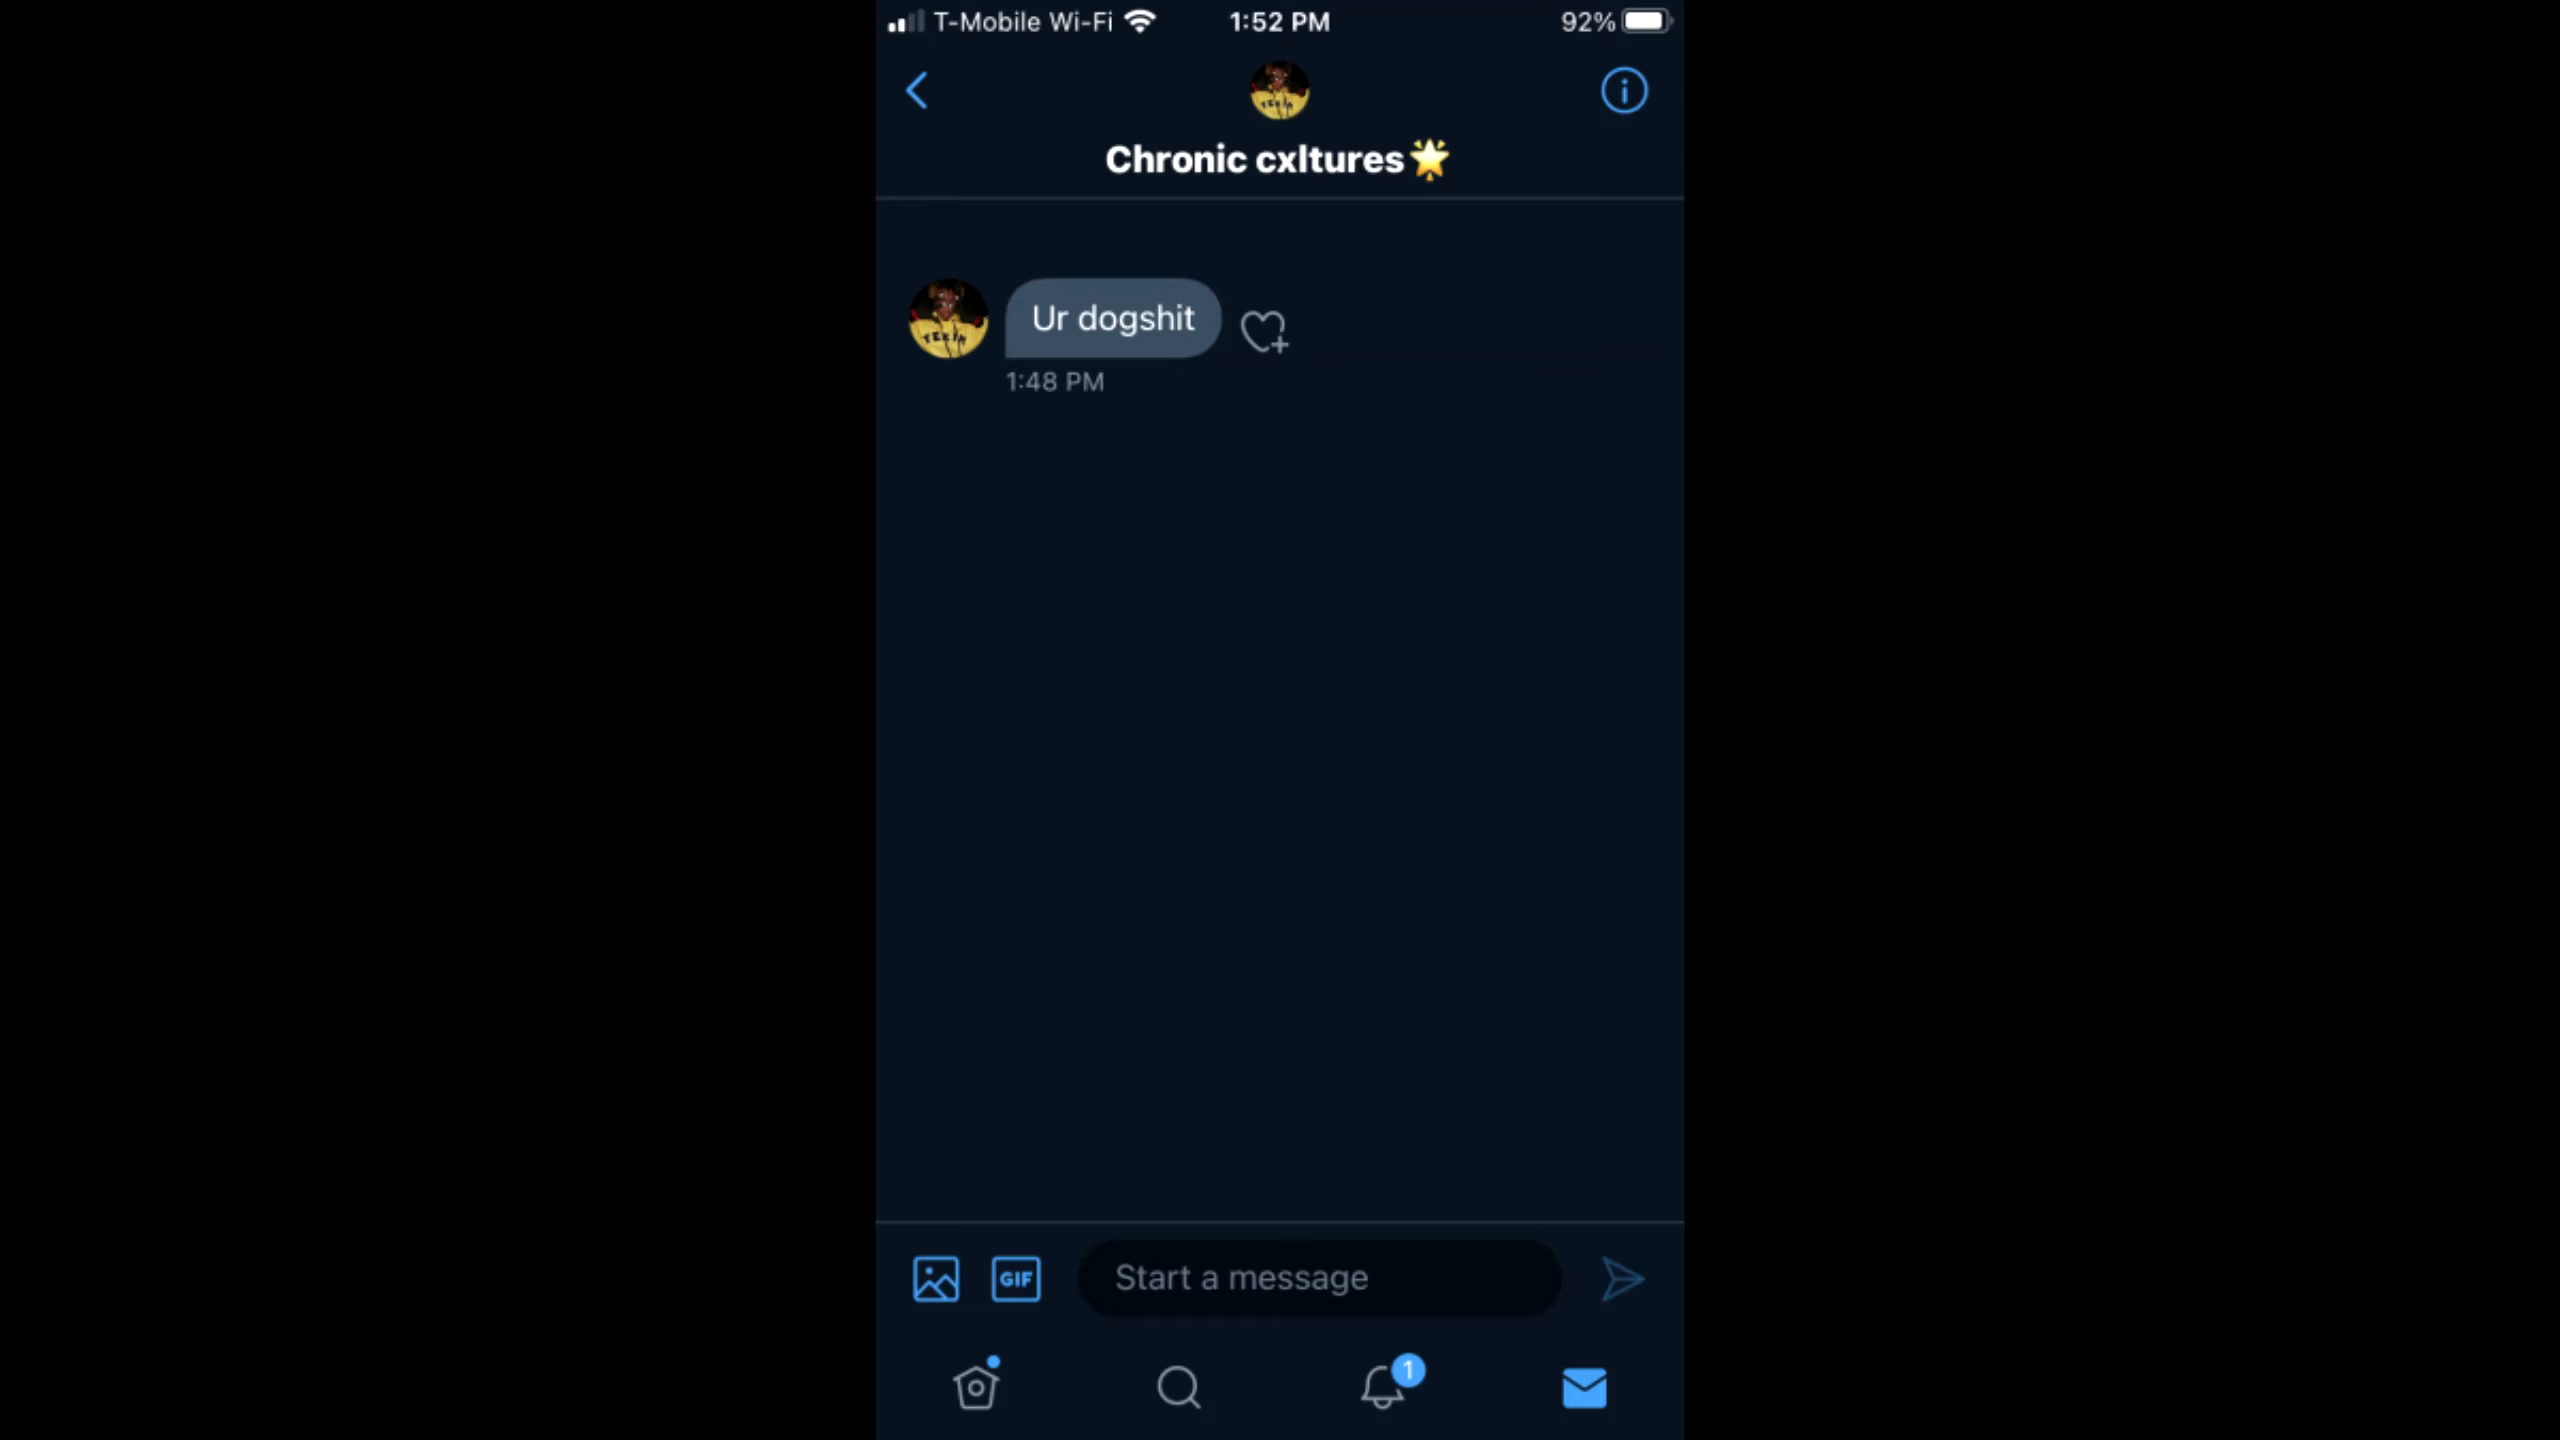 T-Mobile Wi-Fi 1:52 PM 92%
Chronic cxltures🌟
Ur dogshit
1:48 PM
GIF Start a message
1